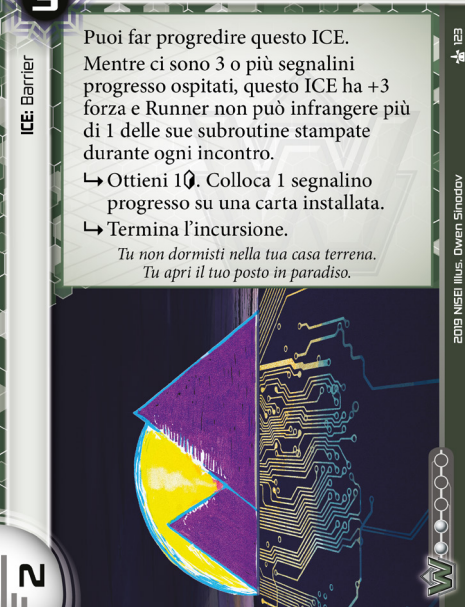 Puoi far progredire questo ICE.
Mentre ci sono 3 o più segnalini
progresso ospitati, questo ICE ha +3
forza e Runner non può infrangere più
di 1 delle sue subroutine stampate
durante ogni incontro.
Ottieni 1. Colloca 1 segnalino
progresso su una carta installata.
Termina l'incursione.
Tu non dormisti nella tua casa terrena.
Tu apri il tuo posto in paradiso.
ICE: Barrier
2
123
2019 NISEI Illus. Owen Sinodov